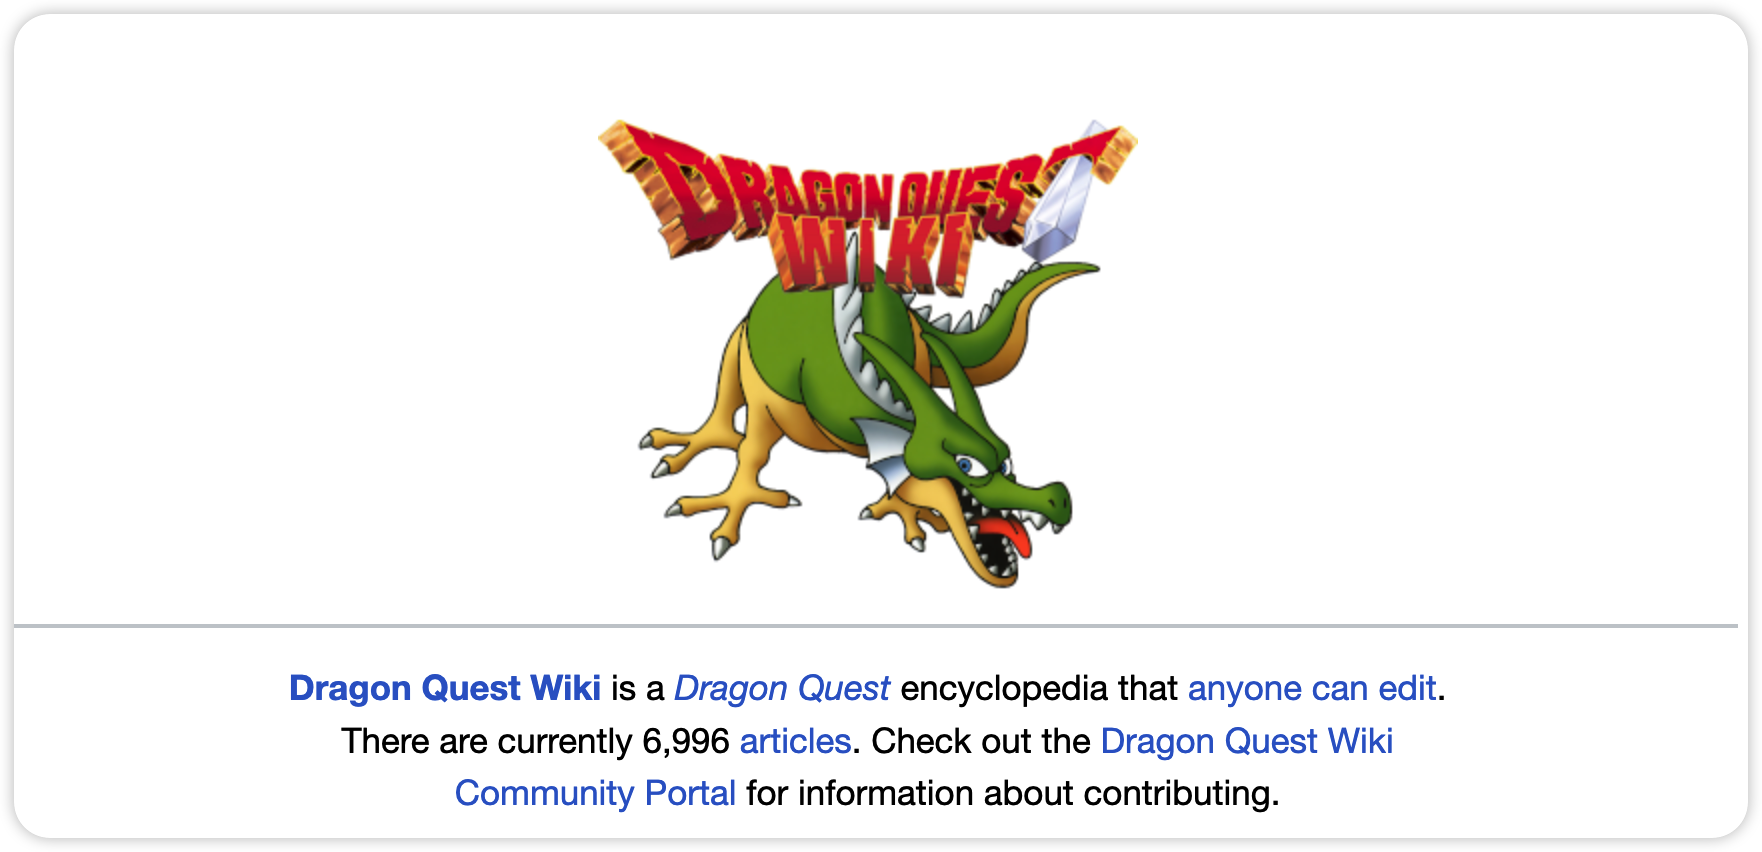 DRAGON QUEST
WIKI
Dragon Quest Wiki is a Dragon Quest encyclopedia that anyone can edit.
There are currently 6,996 articles. Check out the Dragon Quest Wiki
Community Portal for information about contributing.